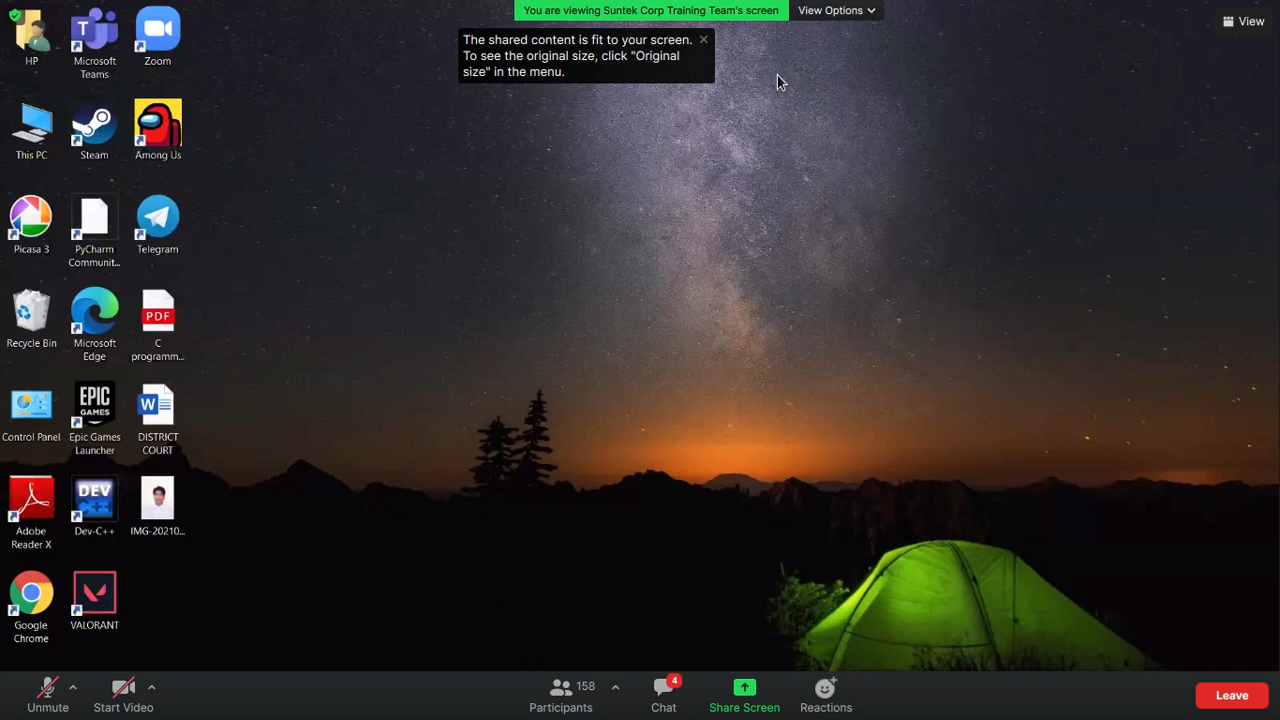 You are viewing Suntek Corp Training Team's screen
View Options
View
The shared content is fit to your screen.
To see the original size, click "Original
size" in the menu.
HP
Microsoft
Teams
Zoom
This PC
Steam
Among Us
Picasa 3
PyCharm
Communit...
Telegram
Recycle Bin
Microsoft
Edge
PDF
C
programm...
Control Panel
EPIC
GAMES
Epic Games
Launcher
W
DISTRICT
COURT
Adobe
Reader X
DEV
C++
Dev-C++
IMG-20210...
Google
Chrome
VALORANT
Unmute
Start Video
158
Participants
4
Chat
Share Screen
Reactions
Leave